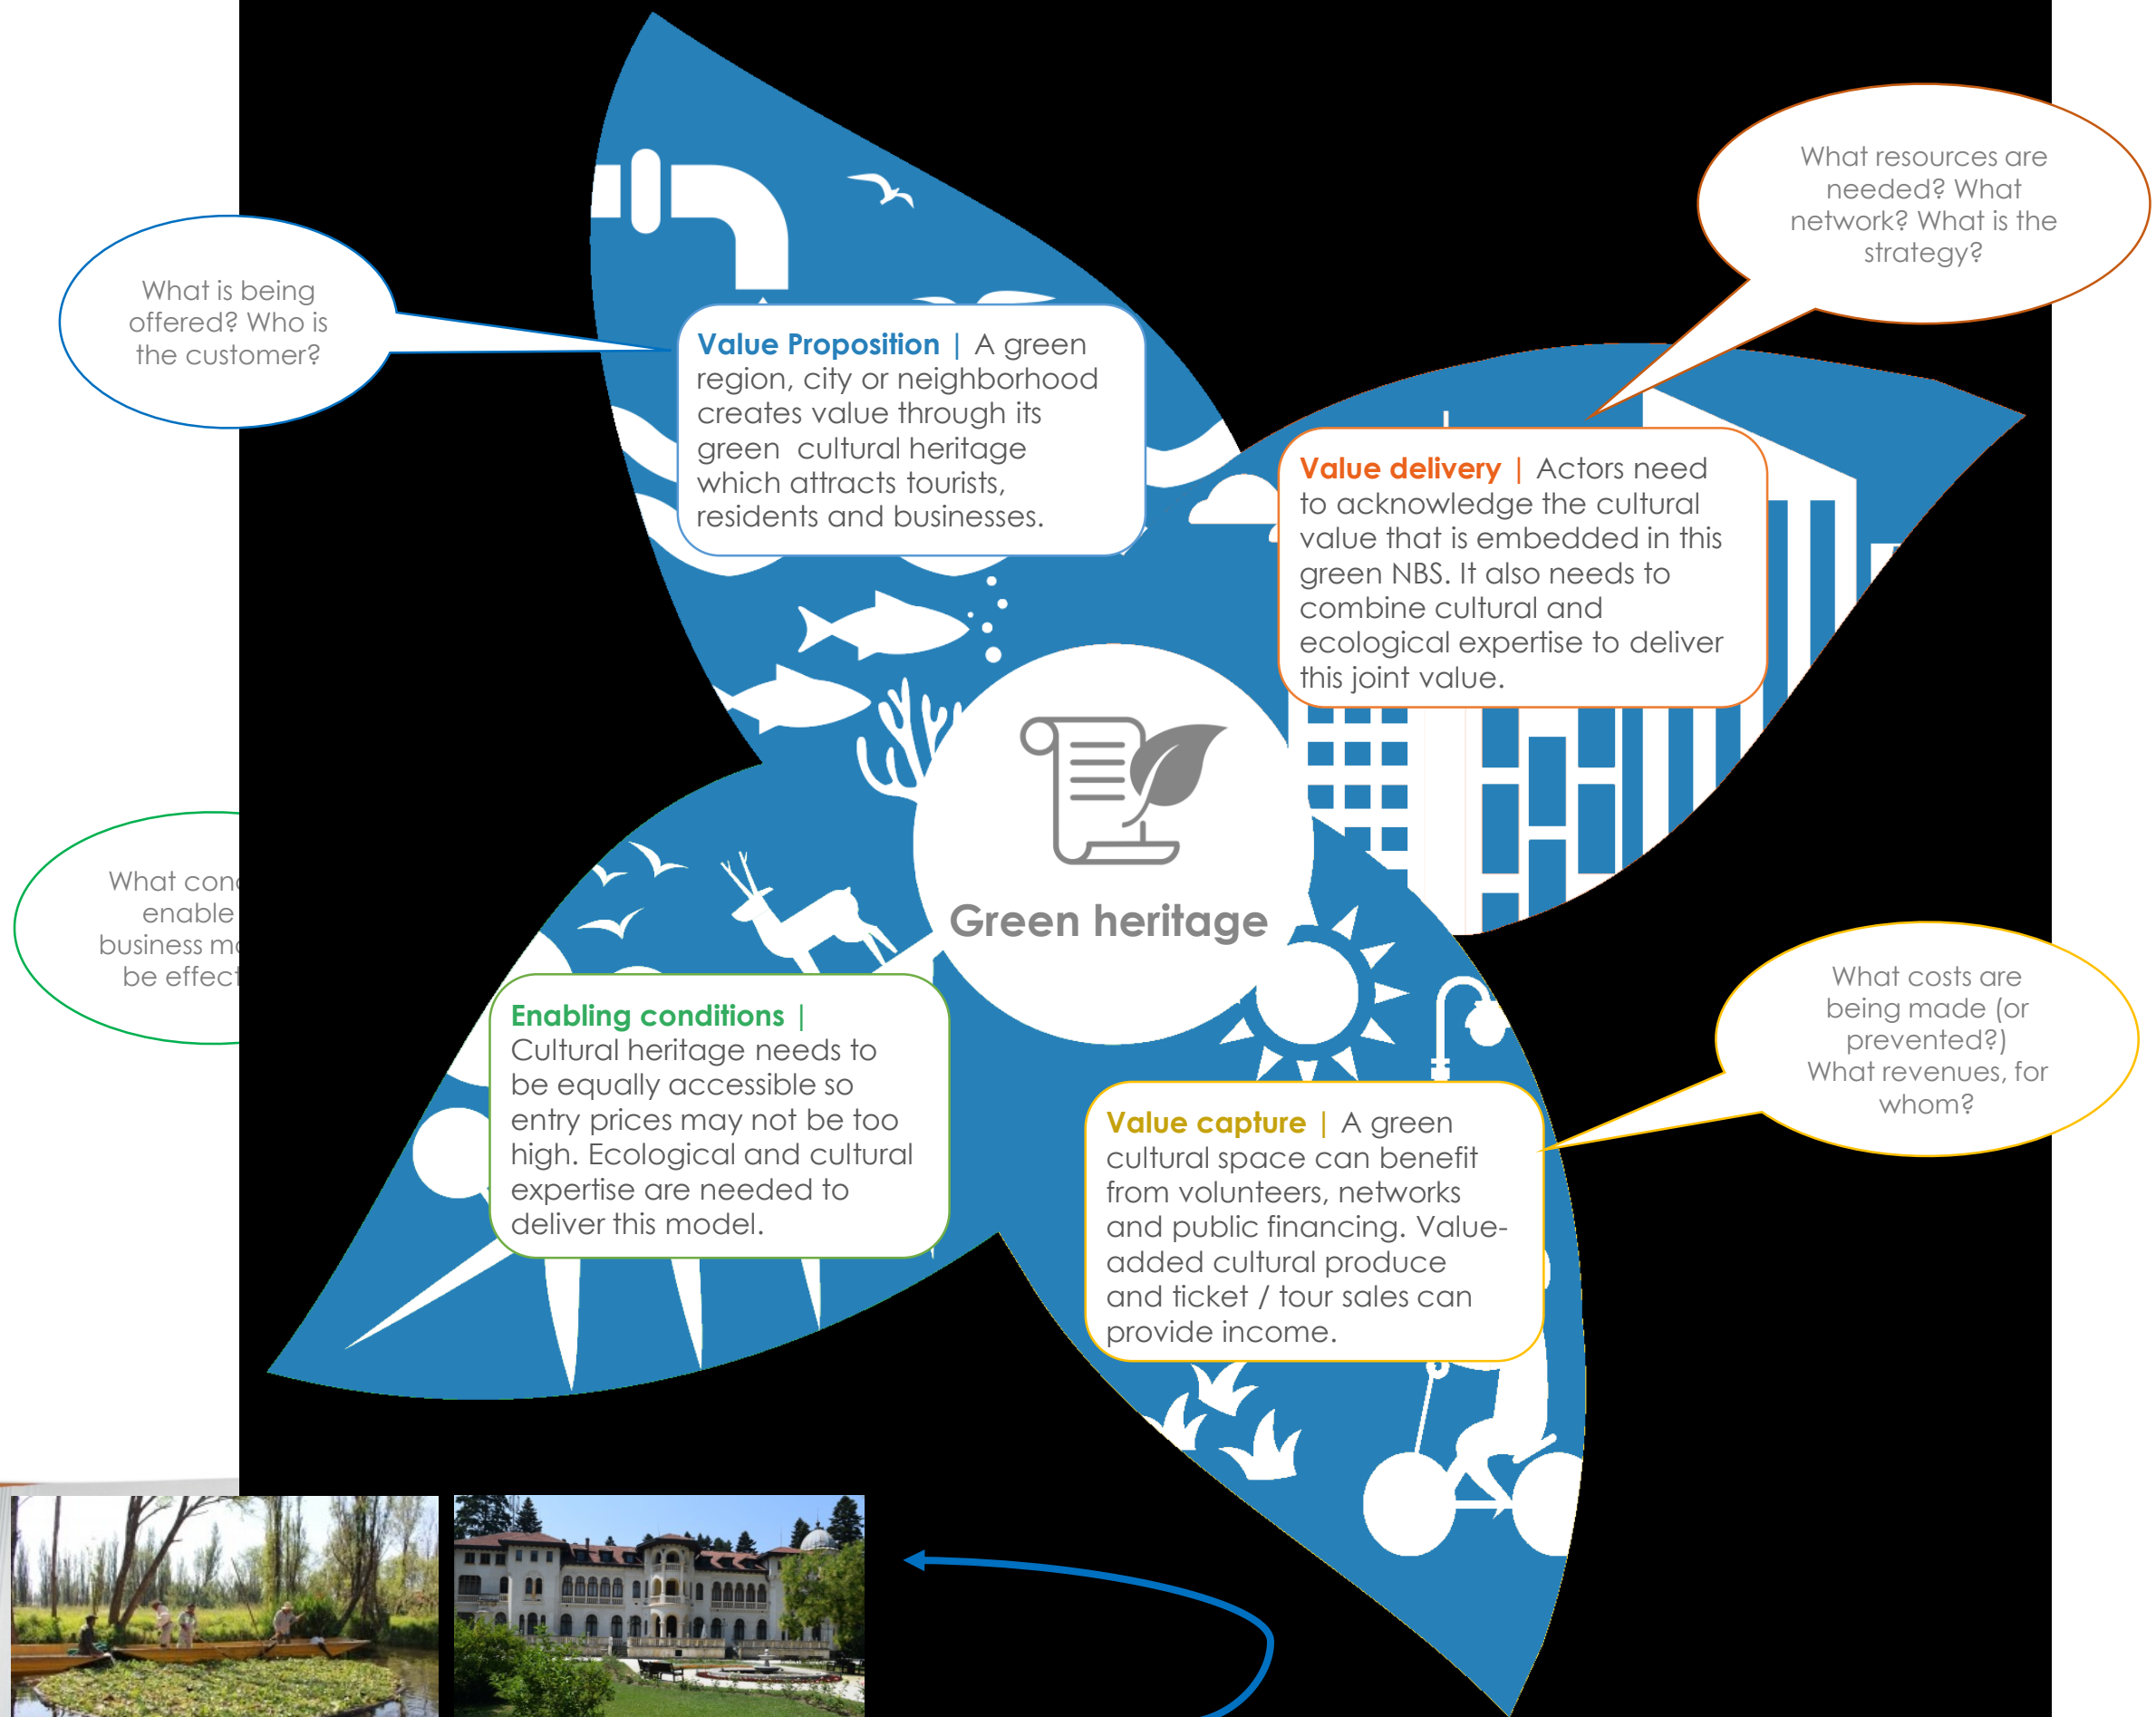 What is being
offered? Who is
the customer?
Value Proposition | A green
region, city or neighborhood
creates value through its
green cultural heritage
which attracts tourists,
residents and businesses.
What resources are
needed? What
network? What is the
strategy?
Value delivery | Actors need
to acknowledge the cultural
value that is embedded in this
green NBS. It also needs to
combine cultural and
ecological expertise to deliver
this joint value.
Green heritage
What
enable
business
Enabling conditions |
Cultural heritage needs to
be equally accessible so
entry prices may not be too
high. Ecological and cultural
expertise are needed to
deliver this model.
be
Value capture | A green
cultural space can benefit
from volunteers, networks
and public financing. Value-
added cultural produce
and ticket / tour sales can
provide income.
What costs are
being made (or
prevented?)
What revenues, for
whom?